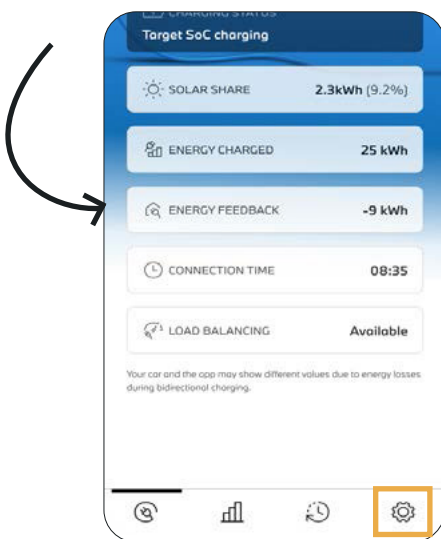 CHARGING STATUS
Target SoC charging
SOLAR SHARE 2.3kWh (9.2%)
ENERGY CHARGED 25 kWh
ENERGY FEEDBACK -9 kWh
CONNECTION TIME 08:35
LOAD BALANCING Available
Your car and the app may show different values due to energy losses
during bidirectional charging.